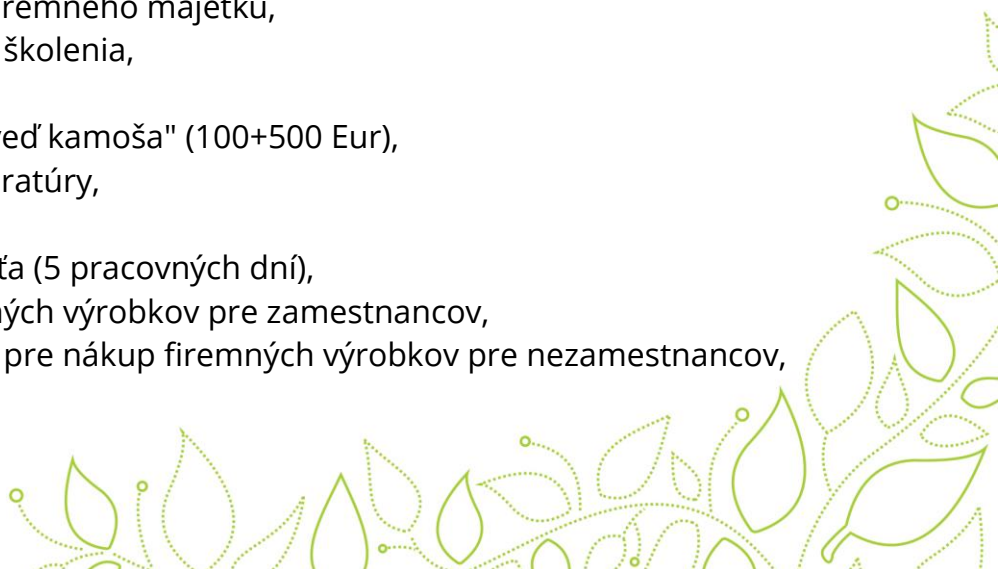 remného majetku,
školenia,
veď kamoša" (100+500 Eur),
ratúry,
ťa (5 pracovných dní),
ných výrobkov pre zamestnancov,
pre nákup firemných výrobkov pre nezamestnancov,